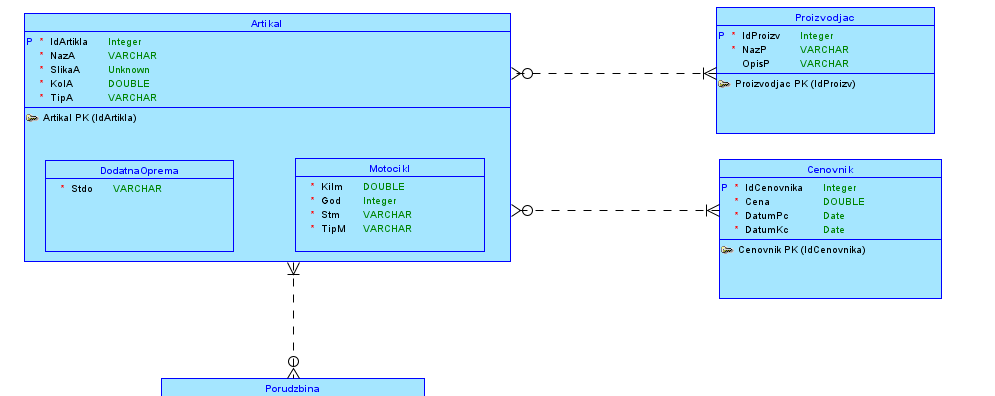 Artikal
P * IdArtikla Integer
* NazA VARCHAR
* SlikaA Unknown
* KolA DOUBLE
* TipA VARCHAR
Artikal PK (IdArtikla)
DodatnaOprema
* Stdo VARCHAR
Motocikl
* Kilm DOUBLE
* God Integer
* Stm VARCHAR
* TipM VARCHAR
Proizvodjac
P * IdProizv Integer
* NazP VARCHAR
OpisP VARCHAR
Proizvodjac PK (IdProizv)
Cenovnik
P * IdCenovnika Integer
* Cena DOUBLE
* DatumPc Date
* DatumKc Date
Cenovnik PK (IdCenovnika)
Porudzbina